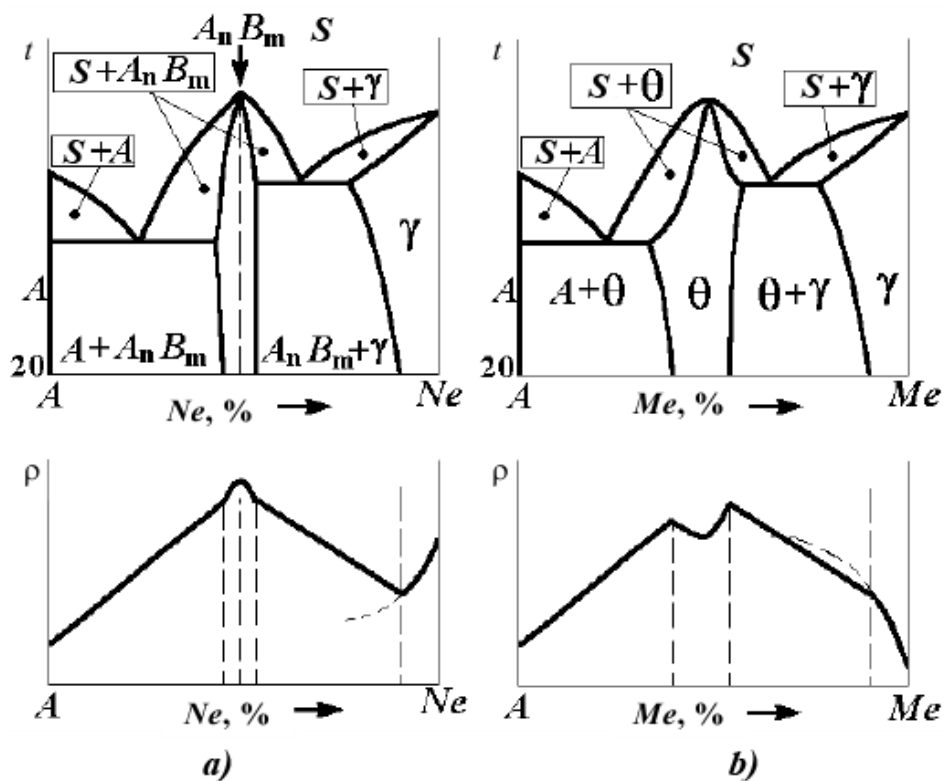 t
AₙBₘ
S
S+AₙBₘ
S+γ
S+A
γ
A
A+AₙBₘ
AₙBₘ+γ
20
A
Ne, %
Ne
t
S
S+θ
S+γ
S+A
A
A+θ
θ
θ+γ
γ
20
A
Me, %
Me
ρ
A
Ne, %
Ne
a)
ρ
A
Me, %
Me
b)